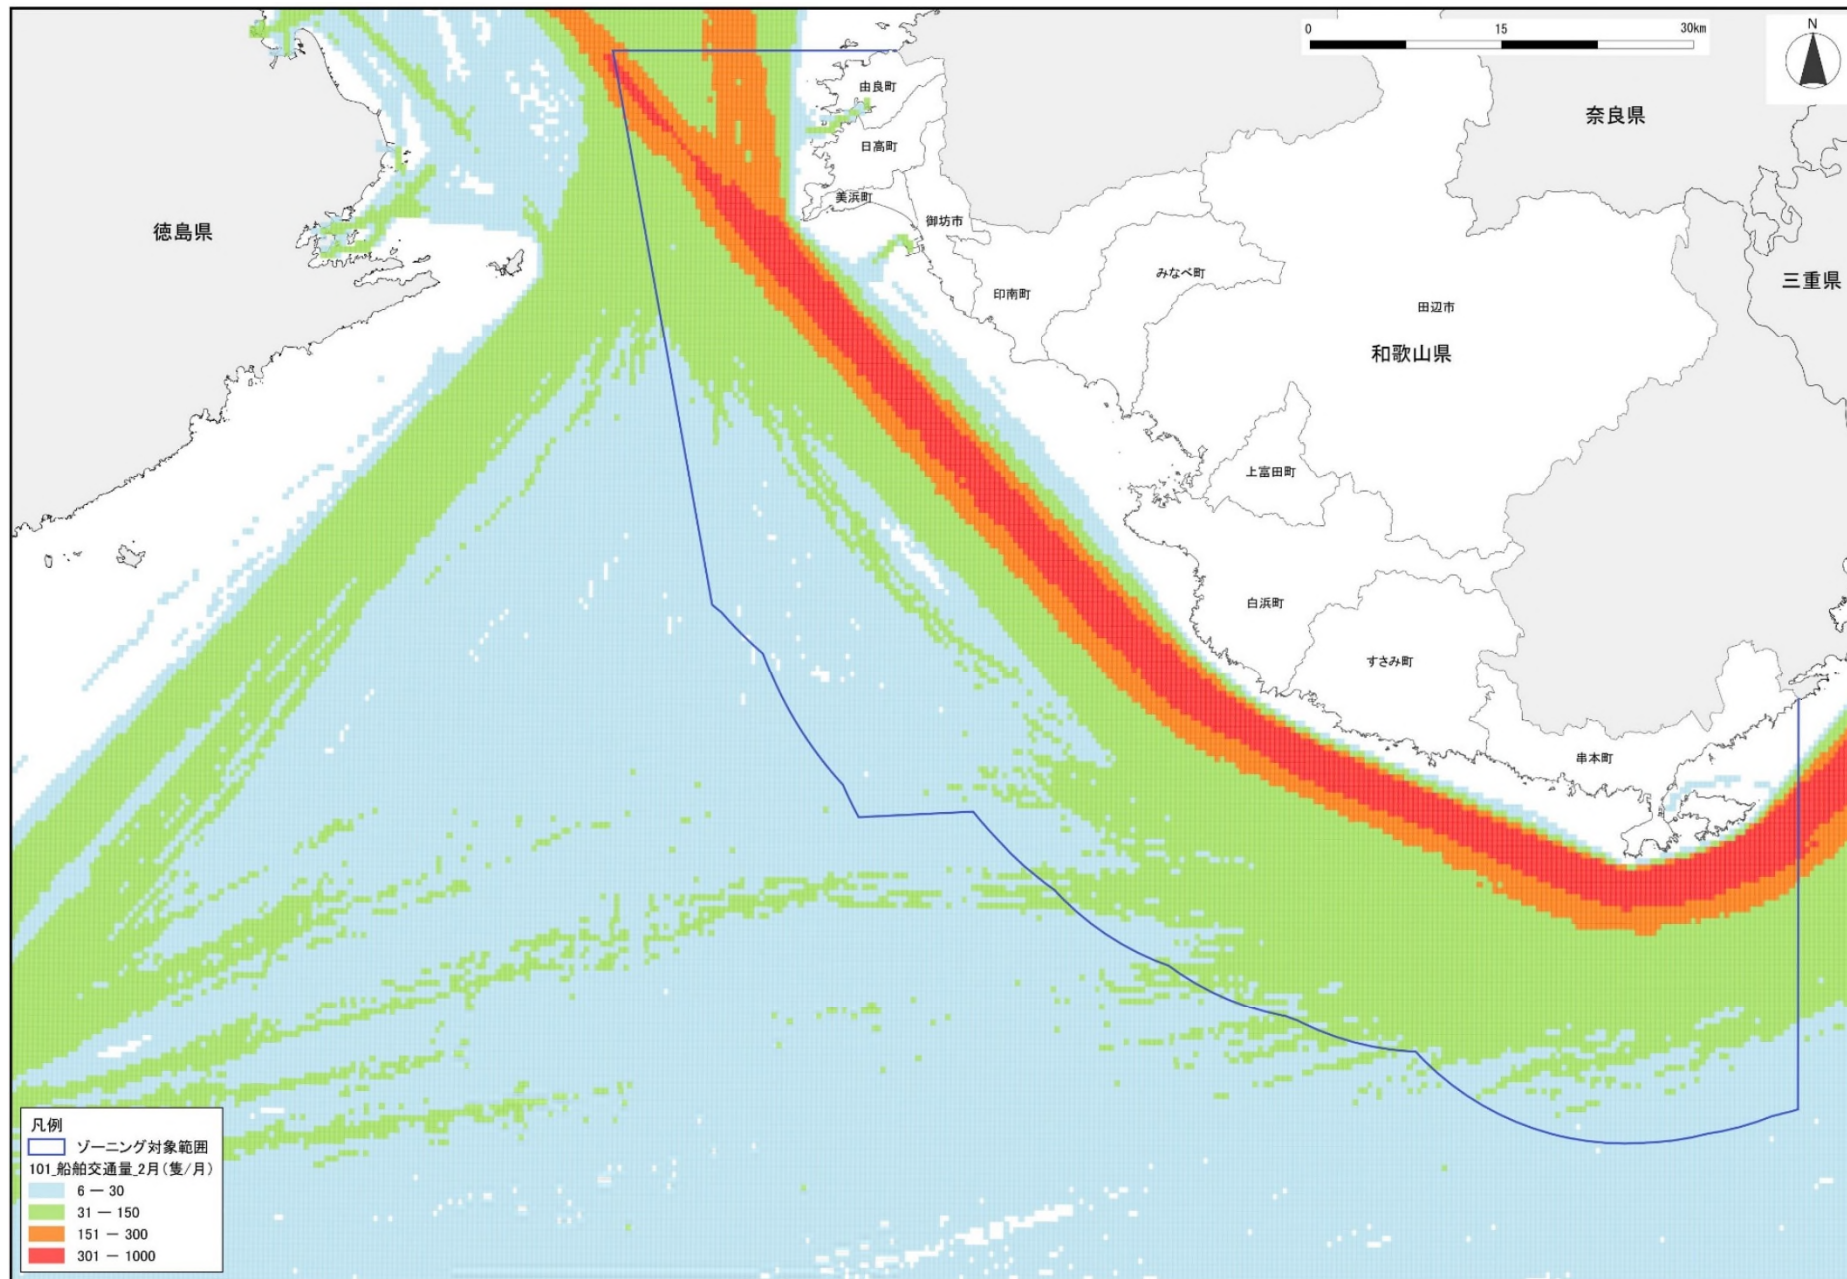 0 15 30km
N
由良町
奈良県
日高町
美浜町
御坊市
徳島県
みなべ町
三重県
印南町
田辺市
和歌山県
上富田町
白浜町
すさみ町
串本町
凡例
ゾーニング対象範囲
101_船舶交通量_2月(隻/月)
6 － 30
31 － 150
151 － 300
301 － 1000